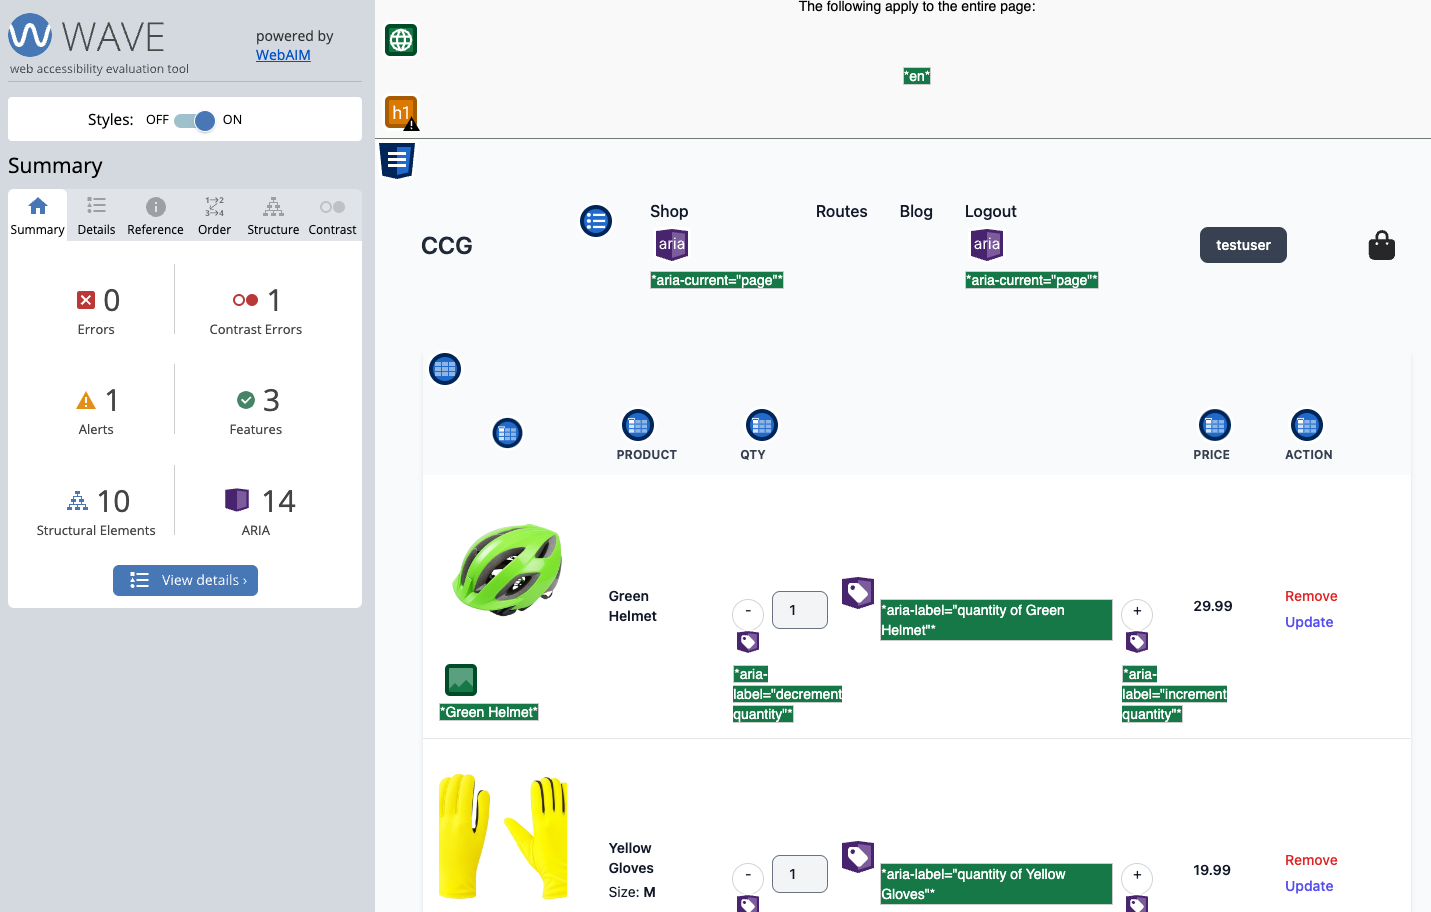 WAVE
web accessibility evaluation tool
powered by
WebAIM
Styles: OFF ON
Summary
Summary Details Reference Order Structure Contrast
0 Errors
1 Contrast Errors
1 Alerts
3 Features
10 Structural Elements
14 ARIA
View details ›
The following apply to the entire page:
*en*
h1
CCG
Shop
aria
*aria-current="page"*
Routes
Blog
Logout
aria
*aria-current="page"*
testuser
PRODUCT QTY PRICE ACTION
Green
Helmet
*Green Helmet*
-
*aria-
label="decrement
quantity"*
1
*aria-label="quantity of Green
Helmet"*
+
*aria-
label="increment
quantity"*
29.99
Remove
Update
Yellow
Gloves
Size: M
-
1
*aria-label="quantity of Yellow
Gloves"*
+
19.99
Remove
Update